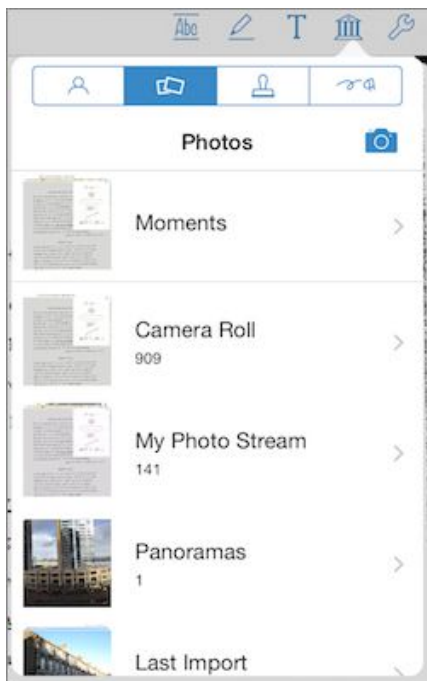 Abc T
Photos
Moments
Camera Roll
909
My Photo Stream
141
Panoramas
1
Last Import